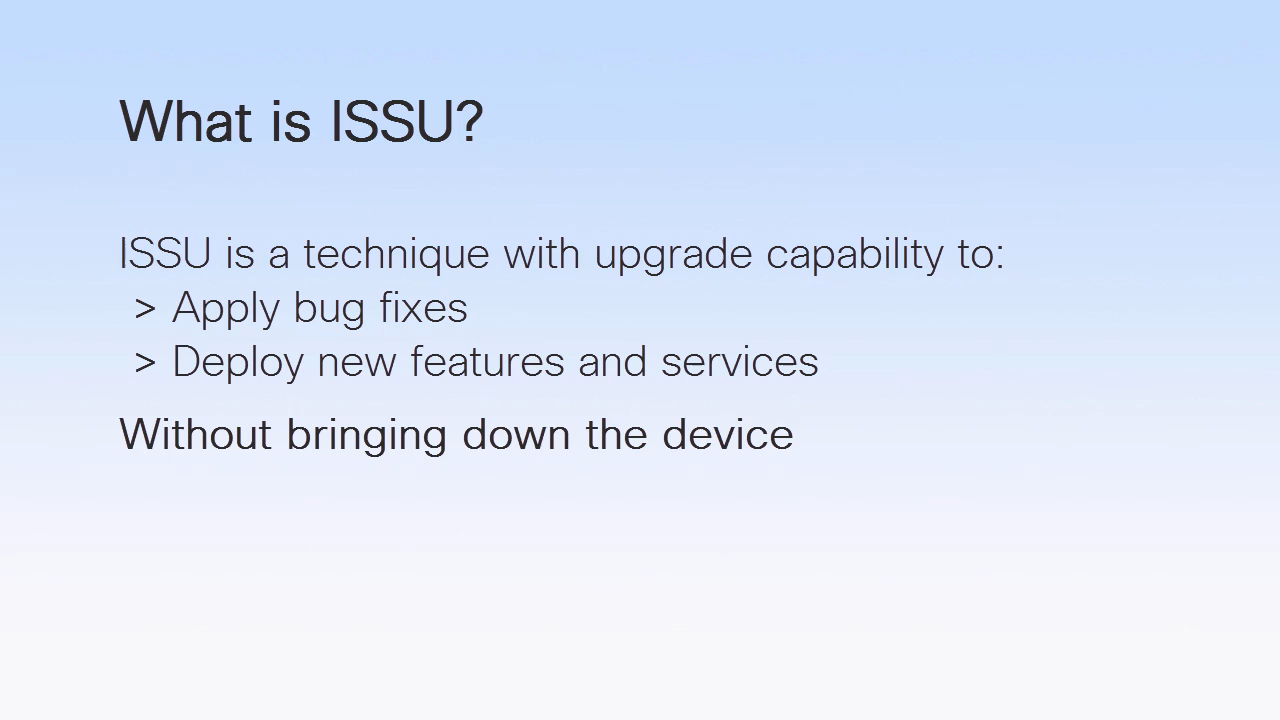 What is ISSU?
ISSU is a technique with upgrade capability to:
> Apply bug fixes
> Deploy new features and services
Without bringing down the device